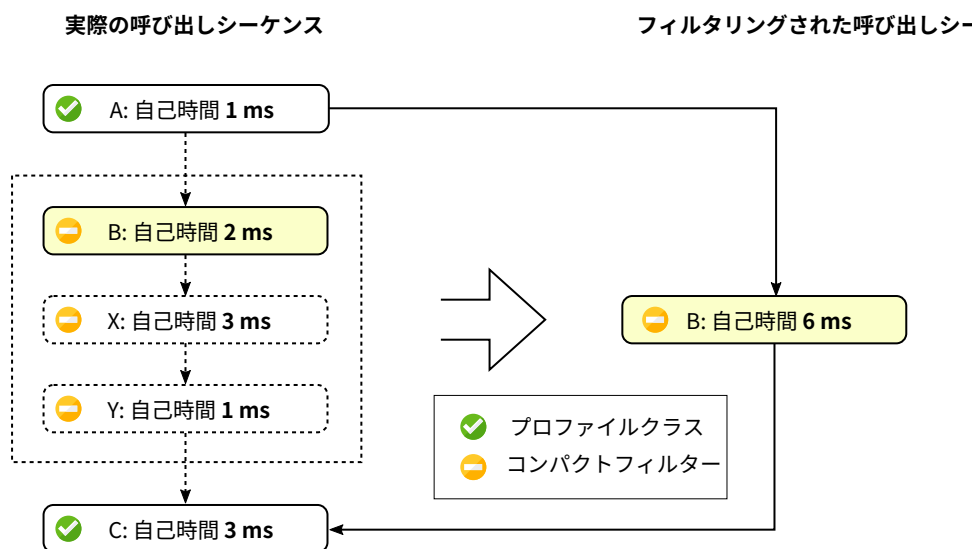 実際の呼び出しシーケンス
フィルタリングされた呼び出しシー
A: 自己時間 1 ms
B: 自己時間 2 ms
X: 自己時間 3 ms
B: 自己時間 6 ms
Y: 自己時間 1 ms
プロファイルクラス
コンパクトフィルター
C: 自己時間 3 ms